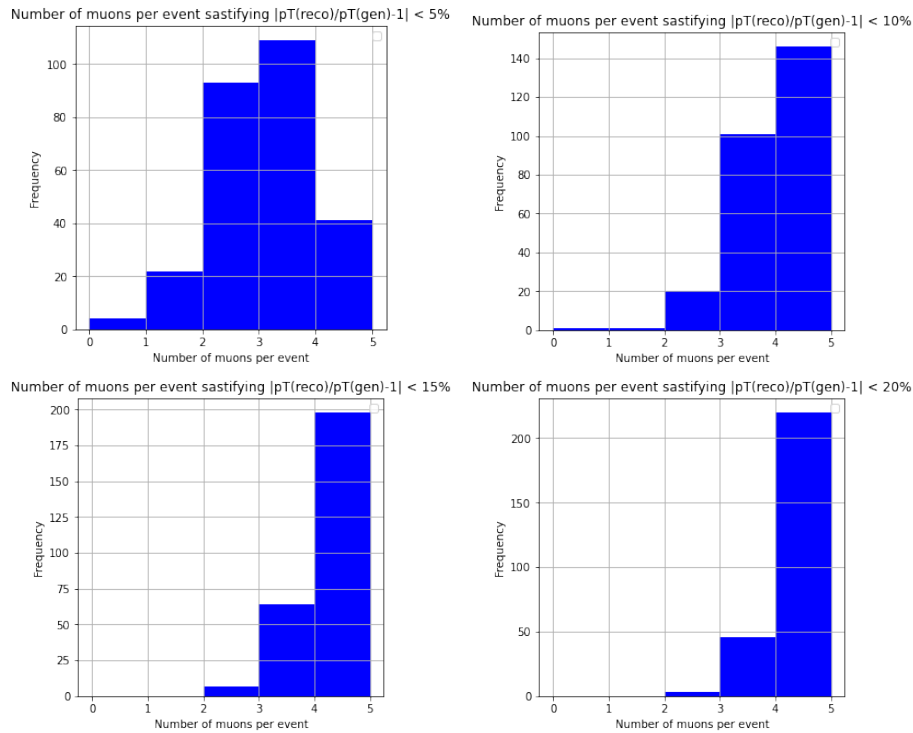 Number of muons per event sastifying |pT(reco)/pT(gen)-1| < 5%
100
80
60
40
20
0
Frequency
0 1 2 3 4 5
Number of muons per event
Number of muons per event sastifying |pT(reco)/pT(gen)-1| < 10%
140
120
100
80
60
40
20
0
Frequency
0 1 2 3 4 5
Number of muons per event
Number of muons per event sastifying |pT(reco)/pT(gen)-1| < 15%
200
175
150
125
100
75
50
25
0
Frequency
0 1 2 3 4 5
Number of muons per event
Number of muons per event sastifying |pT(reco)/pT(gen)-1| < 20%
200
150
100
50
0
Frequency
0 1 2 3 4 5
Number of muons per event